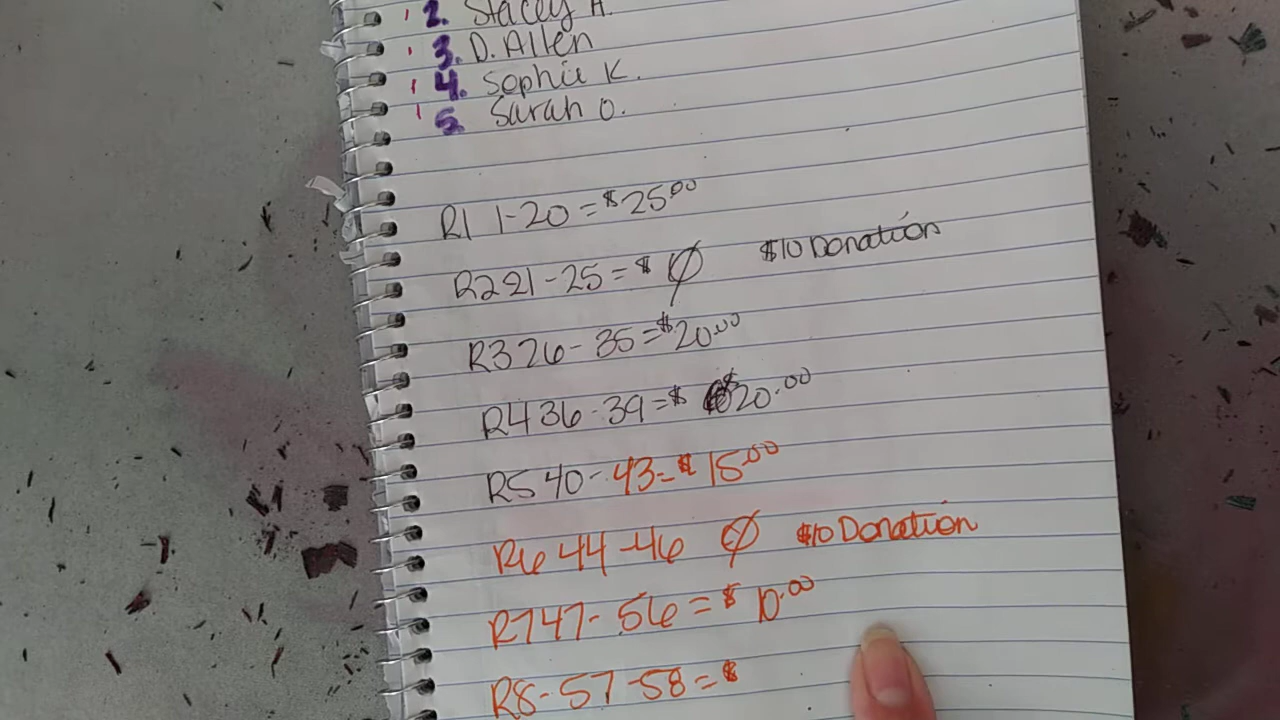 2. Stacey H.
3. D. Allen
4. Sophie K.
5. Sarah O.
R1 1-20 = $25.00
R2 21-25 = $ Ø $10 Donation
R3 26-35 = $20.00
R4 36-39 = $ $20.00
R5 40-43 = $15.00
R6 44-46 Ø $10 Donation
R7 47-56 = $10.00
R8-57-58 = $